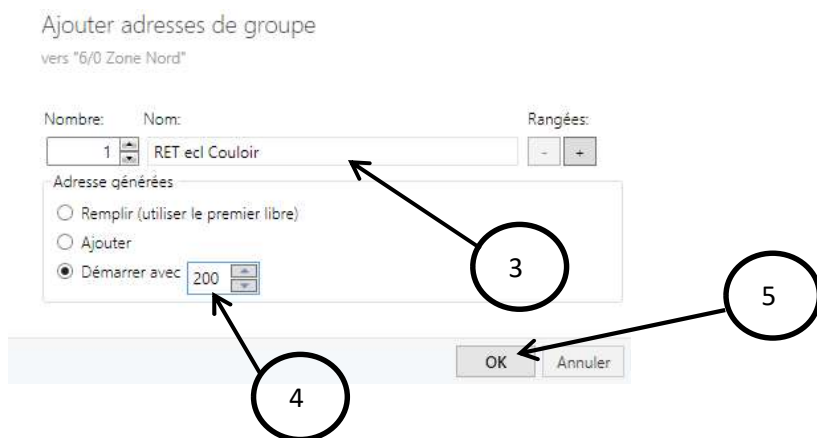 Ajouter adresses de groupe
vers "6/0 Zone Nord"
Nombre: Nom: Rangées:
1 RET ecl Couloir - +
Adresse générées
Remplir (utiliser le premier libre)
Ajouter
Démarrer avec 200
3
5
OK Annuler
4